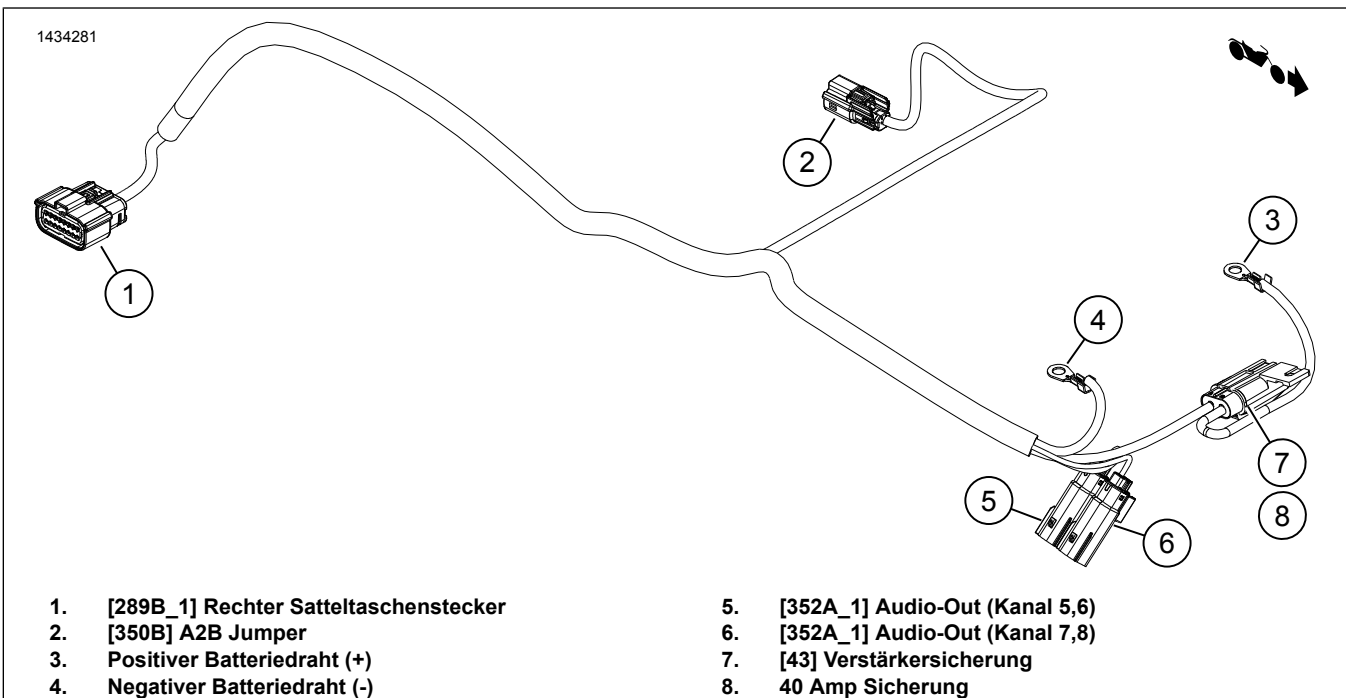 1434281
2
3
1
4
7
5
6
8
1. [289B_1] Rechter Satteltaschenstecker
2. [350B] A2B Jumper
3. Positiver Batteriedraht (+)
4. Negativer Batteriedraht (-)
5. [352A_1] Audio-Out (Kanal 5,6)
6. [352A_1] Audio-Out (Kanal 7,8)
7. [43] Verstärkersicherung
8. 40 Amp Sicherung